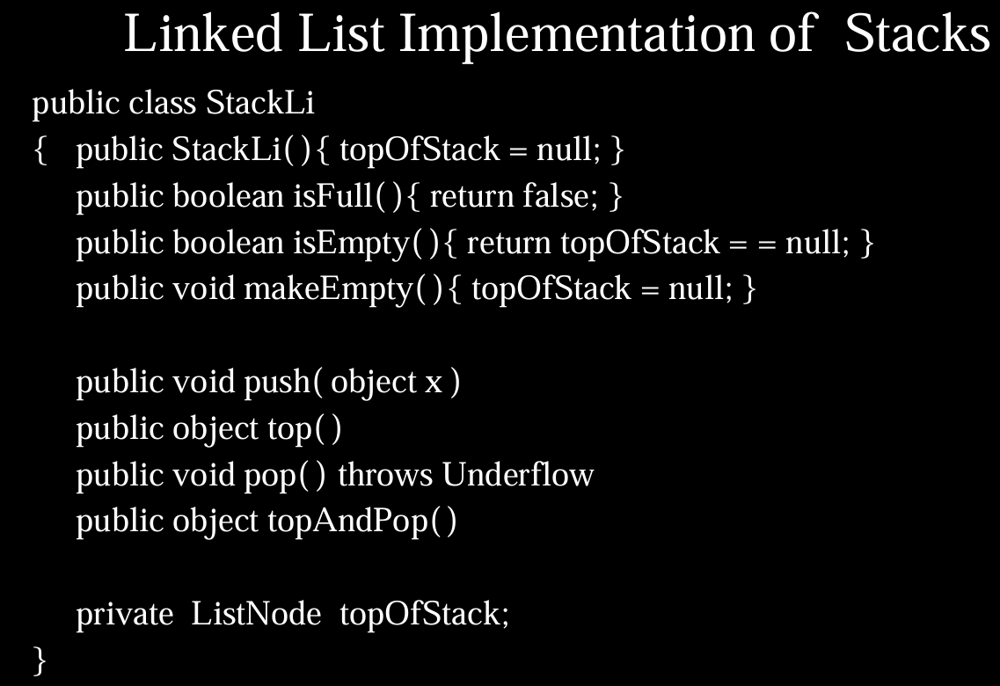 Linked List Implementation of Stacks
public class StackLi
{ public StackLi( ){ topOfStack = null; }
public boolean isFull( ){ return false; }
public boolean isEmpty( ){ return topOfStack = = null; }
public void makeEmpty( ){ topOfStack = null; }
public void push( object x )
public object top( )
public void pop( ) throws Underflow
public object topAndPop( )
private ListNode topOfStack;
}